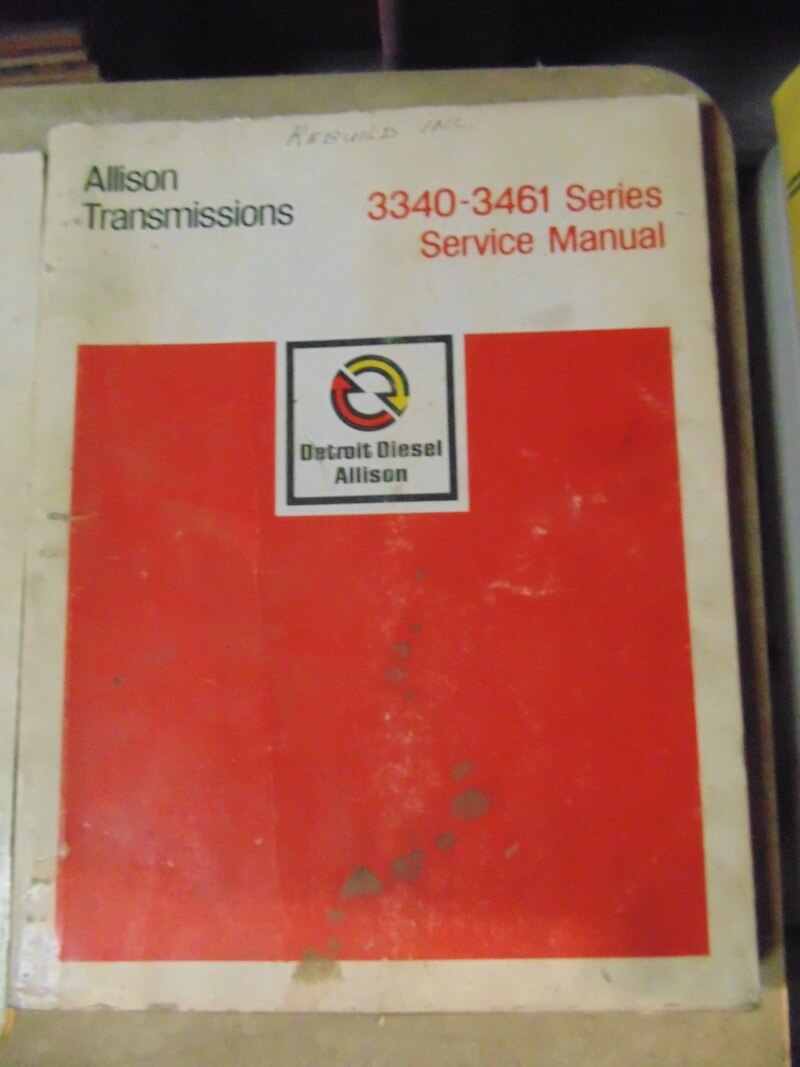 REBUILD INC.
Allison
Transmissions
3340-3461 Series
Service Manual
Detroit Diesel
Allison